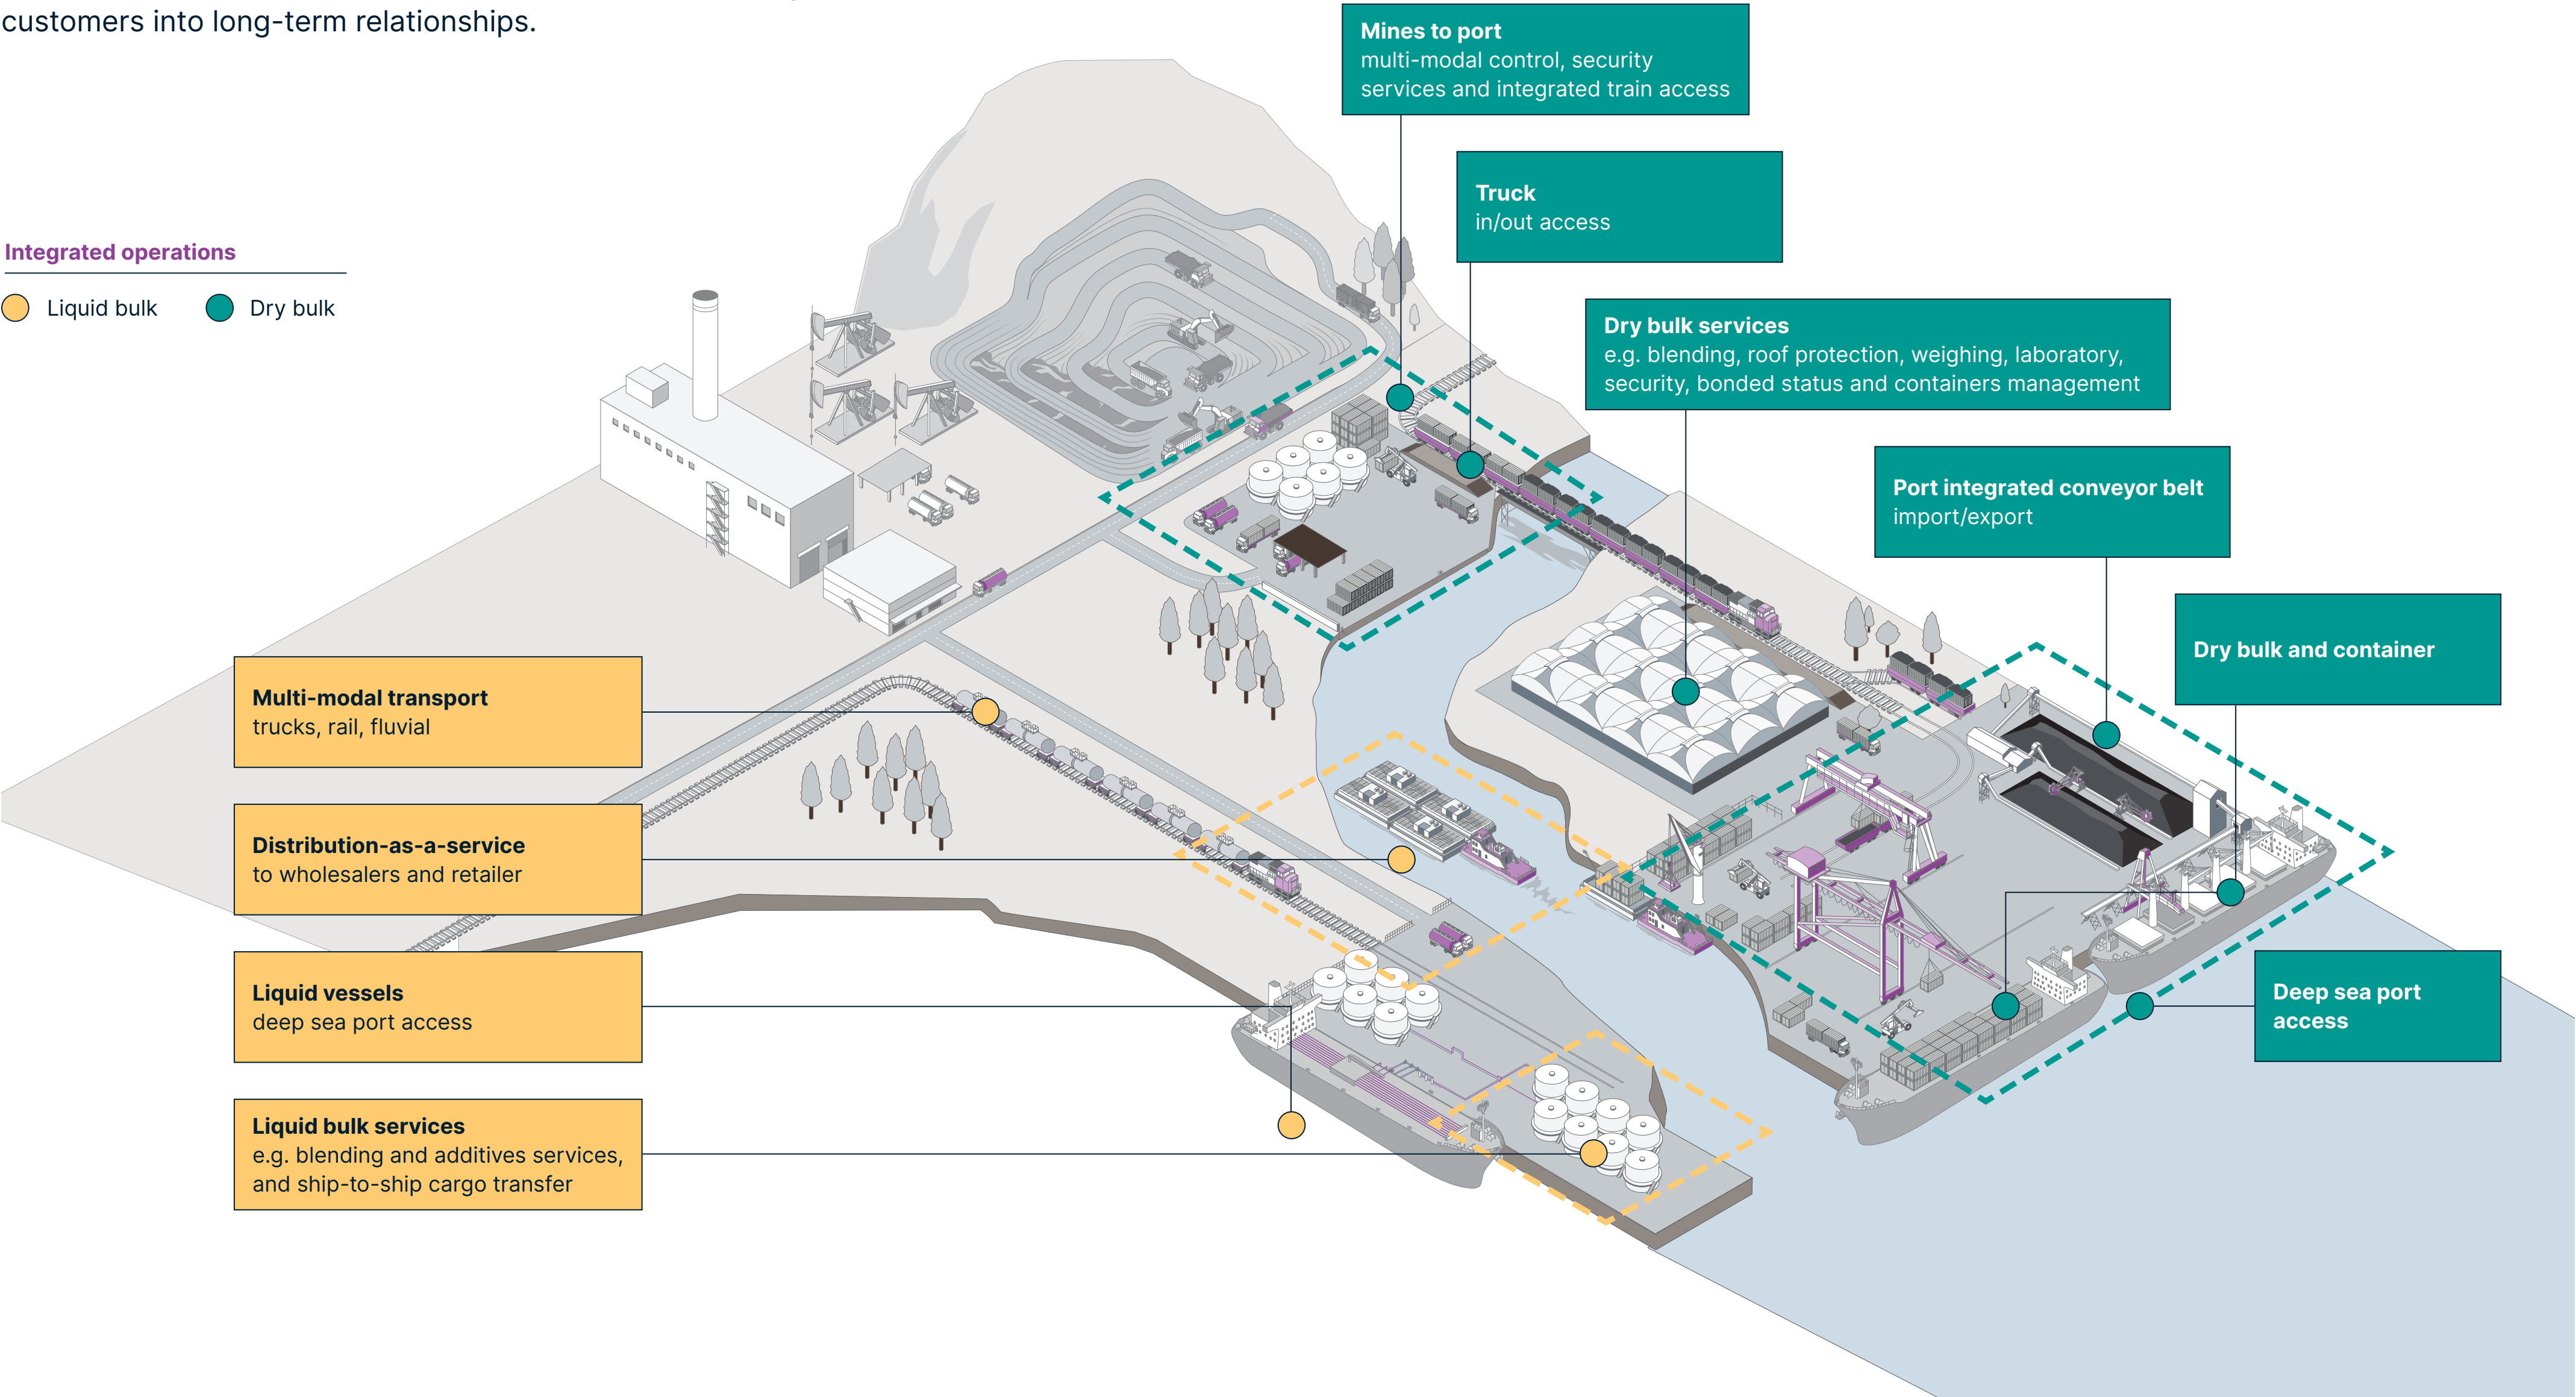 customers into long-term relationships.
Integrated operations
Liquid bulk
Dry bulk
Mines to port
multi-modal control, security
services and integrated train access
Truck
in/out access
Dry bulk services
e.g. blending, roof protection, weighing, laboratory,
security, bonded status and containers management
Port integrated conveyor belt
import/export
Dry bulk and container
Deep sea port
access
Multi-modal transport
trucks, rail, fluvial
Distribution-as-a-service
to wholesalers and retailer
Liquid vessels
deep sea port access
Liquid bulk services
e.g. blending and additives services,
and ship-to-ship cargo transfer